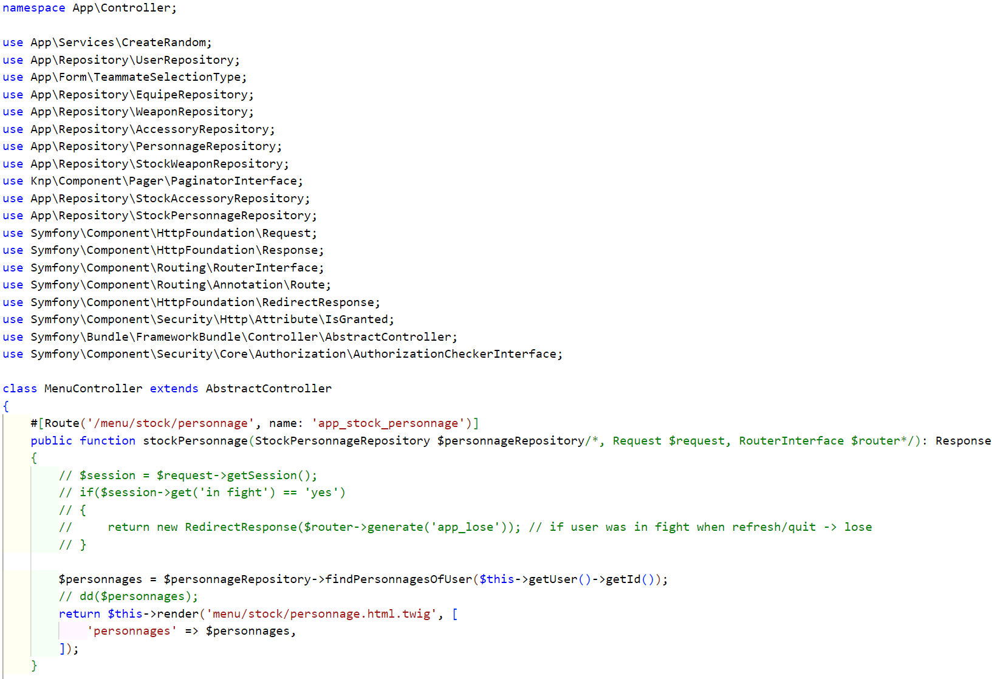 namespace App\Controller;

use App\Services\CreateRandom;
use App\Repository\UserRepository;
use App\Form\TeammateSelectionType;
use App\Repository\EquipeRepository;
use App\Repository\WeaponRepository;
use App\Repository\AccessoryRepository;
use App\Repository\PersonnageRepository;
use App\Repository\StockWeaponRepository;
use Knp\Component\Pager\PaginatorInterface;
use App\Repository\StockAccessoryRepository;
use App\Repository\StockPersonnageRepository;
use Symfony\Component\HttpFoundation\Request;
use Symfony\Component\HttpFoundation\Response;
use Symfony\Component\Routing\RouterInterface;
use Symfony\Component\Routing\Annotation\Route;
use Symfony\Component\HttpFoundation\RedirectResponse;
use Symfony\Component\Security\Http\Attribute\IsGranted;
use Symfony\Bundle\FrameworkBundle\Controller\AbstractController;
use Symfony\Component\Security\Core\Authorization\AuthorizationCheckerInterface;

class MenuController extends AbstractController
{
    #[Route('/menu/stock/personnage', name: 'app_stock_personnage')]
    public function stockPersonnage(StockPersonnageRepository $personnageRepository/*, Request $request, RouterInterface $router*/): Response
    {
        // $session = $request->getSession();
        // if($session->get('in fight') == 'yes')
        // {
        //     return new RedirectResponse($router->generate('app_lose')); // if user was in fight when refresh/quit -> lose
        // }

        $personnages = $personnageRepository->findPersonnagesOfUser($this->getUser()->getId());
        // dd($personnages);
        return $this->render('menu/stock/personnage.html.twig', [
            'personnages' => $personnages,
        ]);
    }